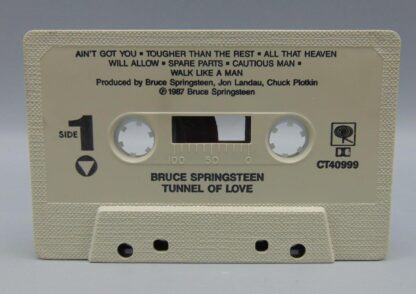 AIN'T GOT YOU • TOUGHER THAN THE REST • ALL THAT HEAVEN
WILL ALLOW • SPARE PARTS • CAUTIOUS MAN •
WALK LIKE A MAN
Produced by Bruce Springsteen, Jon Landau, Chuck Plotkin
℗ 1987 Bruce Springsteen
SIDE 1
100 50 0
CT40999
BRUCE SPRINGSTEEN
TUNNEL OF LOVE